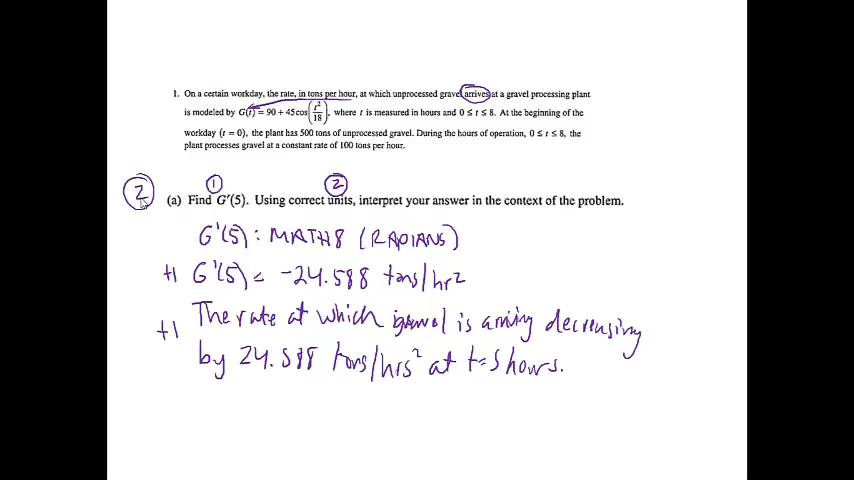 1. On a certain workday, the rate, in tons per hour, at which unprocessed gravel arrives at a gravel processing plant
is modeled by G(t) = 90 + 45cos(t²/18), where t is measured in hours and 0 ≤ t ≤ 8. At the beginning of the
workday (t = 0), the plant has 500 tons of unprocessed gravel. During the hours of operation, 0 ≤ t ≤ 8, the
plant processes gravel at a constant rate of 100 tons per hour.
1 2
2 (a) Find G'(5). Using correct units, interpret your answer in the context of the problem.
G'(5): MATH8 (RADIANS)
+1 G'(5) = -24.588 tons/hr²
+1 The rate at which gravel is arriving decreasing
by 24.588 tons/hrs² at t=5 hours.